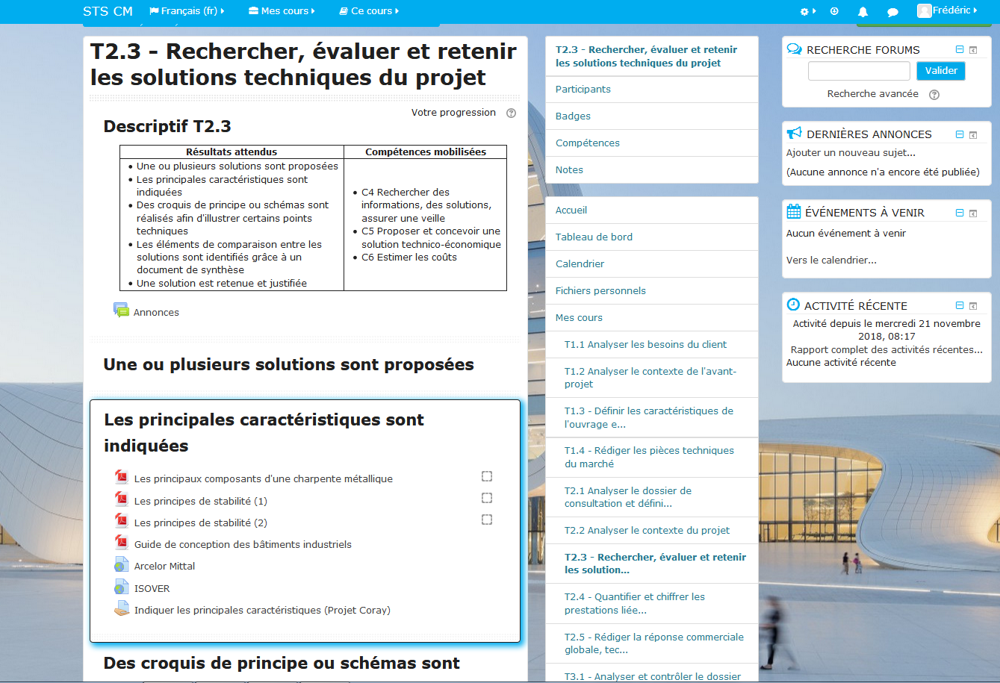 STS CM Français (fr) Mes cours Ce cours Frédéric
T2.3 - Rechercher, évaluer et retenir
les solutions techniques du projet
Votre progression
Descriptif T2.3
Résultats attendus
Une ou plusieurs solutions sont proposées
Les principales caractéristiques sont
indiquées
Des croquis de principe ou schémas sont
réalisés afin d'illustrer certains points
techniques
Les éléments de comparaison entre les
solutions sont identifiés grâce à un
document de synthèse
Une solution est retenue et justifiée
Compétences mobilisées
C4 Rechercher des
informations, des solutions,
assurer une veille
C5 Proposer et concevoir une
solution technico-économique
C6 Estimer les coûts
Annonces
Une ou plusieurs solutions sont proposées
Les principales caractéristiques sont
indiquées
Les principaux composants d'une charpente métallique
Les principes de stabilité (1)
Les principes de stabilité (2)
Guide de conception des bâtiments industriels
Arcelor Mittal
ISOVER
Indiquer les principales caractéristiques (Projet Coray)
Des croquis de principe ou schémas sont
T2.3 - Rechercher, évaluer et retenir
les solutions techniques du projet
Participants
Badges
Compétences
Notes
Accueil
Tableau de bord
Calendrier
Fichiers personnels
Mes cours
T1.1 Analyser les besoins du client
T1.2 Analyser le contexte de l'avant-
projet
T1.3 - Définir les caractéristiques de
l'ouvrage e...
T1.4 - Rédiger les pièces techniques
du marché
T2.1 Analyser le dossier de
consultation et défini...
T2.2 Analyser le contexte du projet
T2.3 - Rechercher, évaluer et retenir
les solution...
T2.4 - Quantifier et chiffrer les
prestations liée...
T2.5 - Rédiger la réponse commerciale
globale, tec...
T3.1 - Analyser et contrôler le dossier
RECHERCHE FORUMS
Valider
Recherche avancée
DERNIÈRES ANNONCES
Ajouter un nouveau sujet...
(Aucune annonce n'a encore été publiée)
ÉVÉNEMENTS À VENIR
Aucun événement à venir
Vers le calendrier...
ACTIVITÉ RÉCENTE
Activité depuis le mercredi 21 novembre
2018, 08:17
Rapport complet des activités récentes...
Aucune activité récente